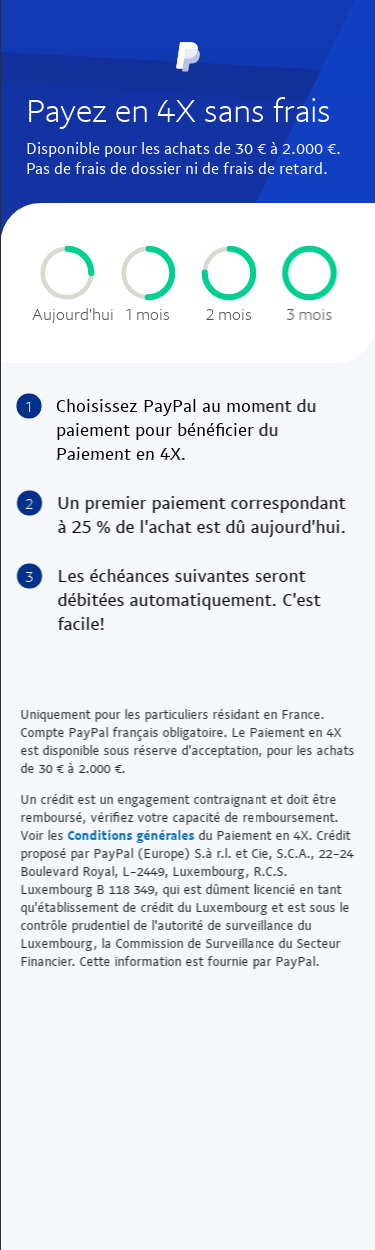 Payez en 4X sans frais
Disponible pour les achats de 30 € à 2.000 €.
Pas de frais de dossier ni de frais de retard.
Aujourd'hui 1 mois 2 mois 3 mois
1 Choisissez PayPal au moment du
paiement pour bénéficier du
Paiement en 4X.
2 Un premier paiement correspondant
à 25 % de l'achat est dû aujourd'hui.
3 Les échéances suivantes seront
débitées automatiquement. C'est
facile!
Uniquement pour les particuliers résidant en France.
Compte PayPal français obligatoire. Le Paiement en 4X
est disponible sous réserve d'acceptation, pour les achats
de 30 € à 2.000 €.
Un crédit est un engagement contraignant et doit être
remboursé, vérifiez votre capacité de remboursement.
Voir les Conditions générales du Paiement en 4X. Crédit
proposé par PayPal (Europe) S.à r.l. et Cie, S.C.A., 22-24
Boulevard Royal, L-2449, Luxembourg, R.C.S.
Luxembourg B 118 349, qui est dûment licencié en tant
qu'établissement de crédit du Luxembourg et est sous le
contrôle prudentiel de l'autorité de surveillance du
Luxembourg, la Commission de Surveillance du Secteur
Financier. Cette information est fournie par PayPal.